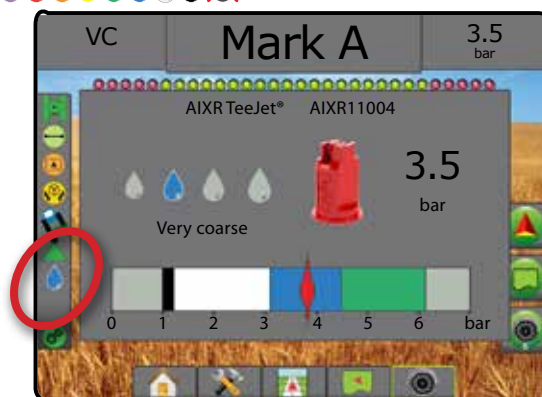 VC Mark A 3.5
bar
AIXR TeeJet® AIXR11004
3.5
bar
Very coarse
0 1 2 3 4 5 6 bar